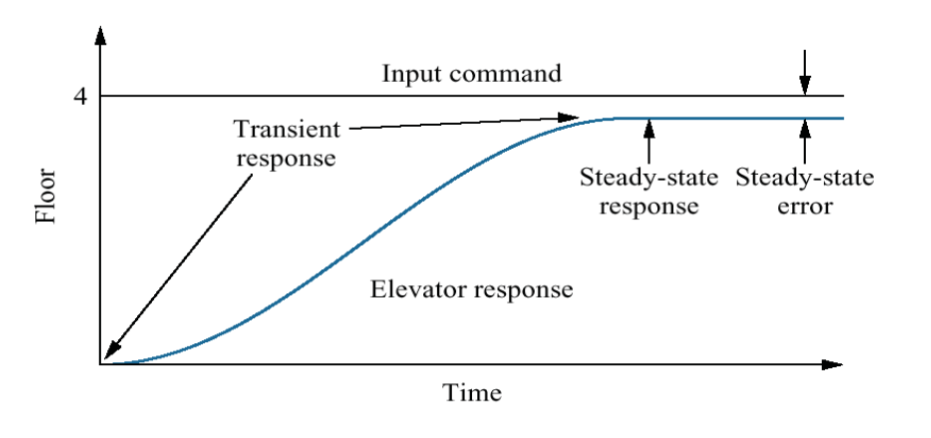 Input command
4
Transient
response
Steady-state
response
Steady-state
error
Floor
Elevator response
Time